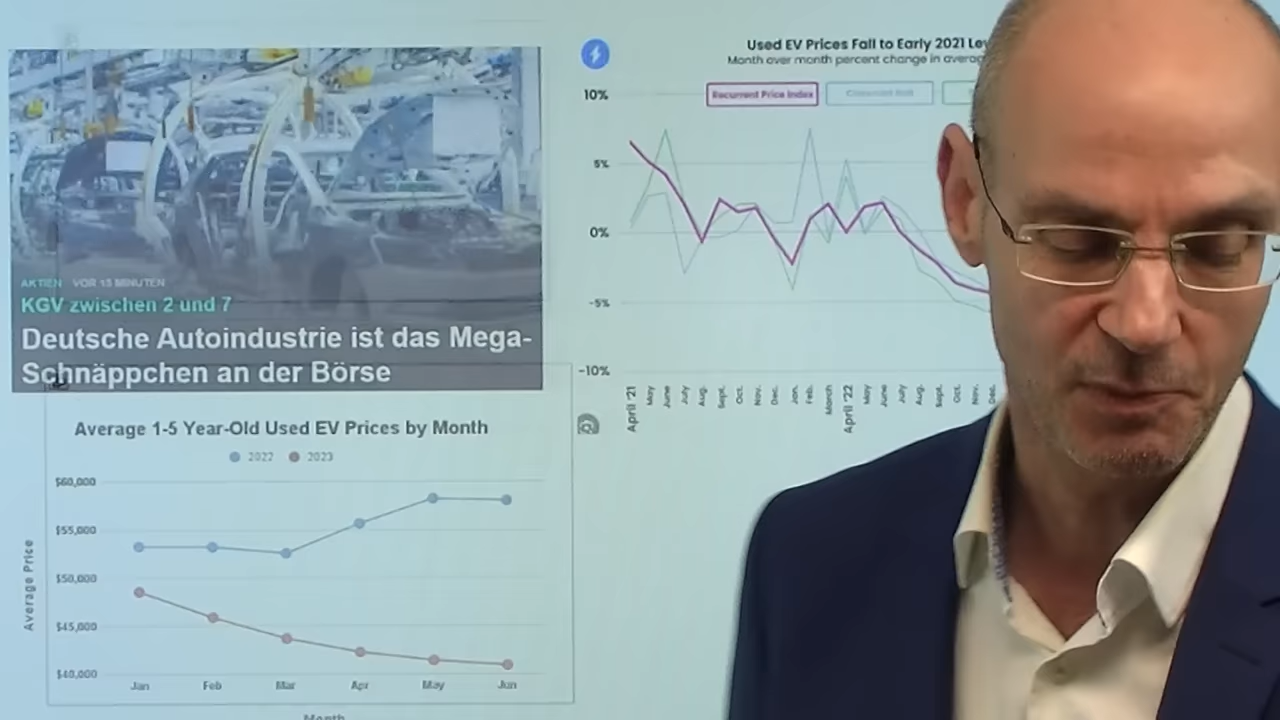 AKTIEN VOR 15 MINUTEN
KGV zwischen 2 und 7
Deutsche Autoindustrie ist das Mega-
Schnäppchen an der Börse
Average 1-5 Year-Old Used EV Prices by Month
2022 2023
$60,000
$55,000
$50,000
$45,000
$40,000
Average Price
Jan Feb Mar Apr May Jun
Month
Used EV Prices Fall to Early 2021
Month over month percent change in
Recurrent Price Index
10%
5%
0%
-5%
-10%
April '21 May June July Aug. Sept. Oct. Nov. Dec. Jan. Feb. March April '22 May June July Aug. Sept. Oct. Nov. Dec.